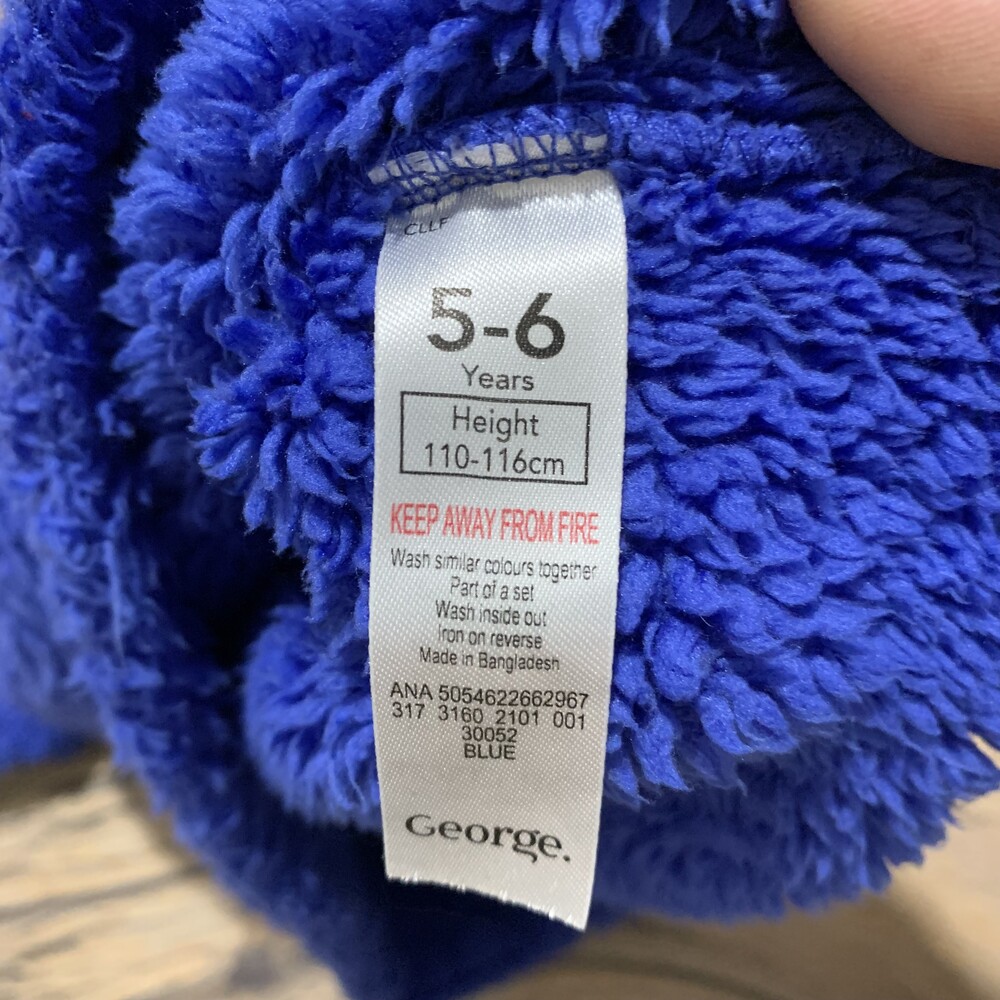 CLLF
5-6
Years
Height
110-116cm
KEEP AWAY FROM FIRE
Wash similar colours together
Part of a set
Wash inside out
Iron on reverse
Made in Bangladesh
ANA 5054622662967
317 3160 2101 001
30052
BLUE
George.